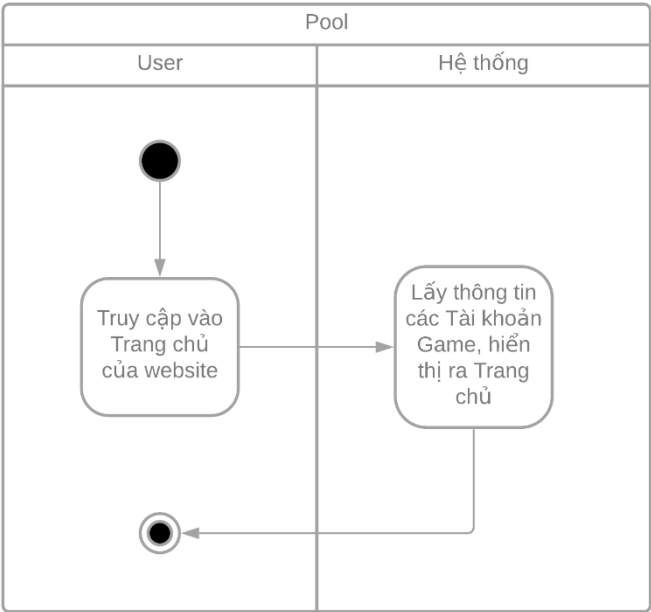 Pool
User
Hệ thống
Truy cập vào
Trang chủ
của website
Lấy thông tin
các Tài khoản
Game, hiển
thị ra Trang
chủ